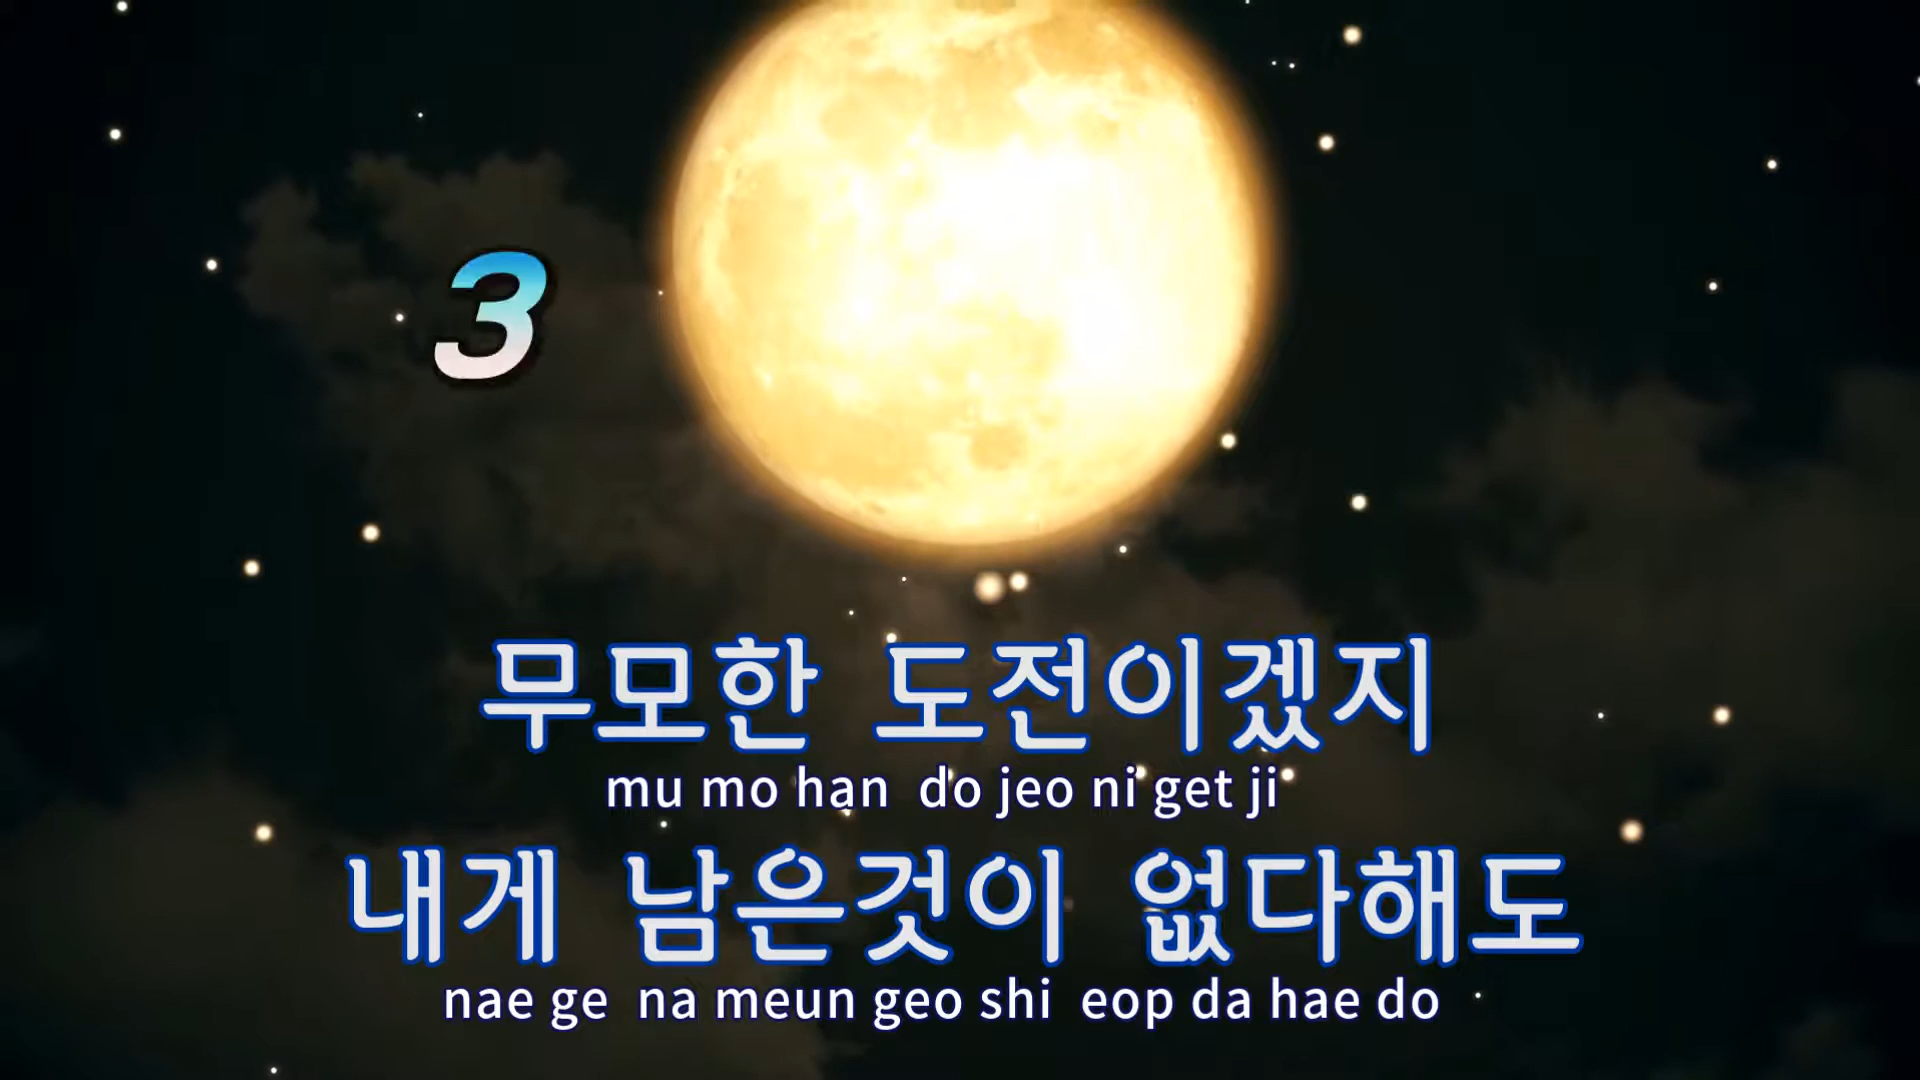 3
무모한 도전이겠지
mu mo han do jeo ni get ji
내게 남은것이 없다해도
nae ge na meun geo shi eop da hae do